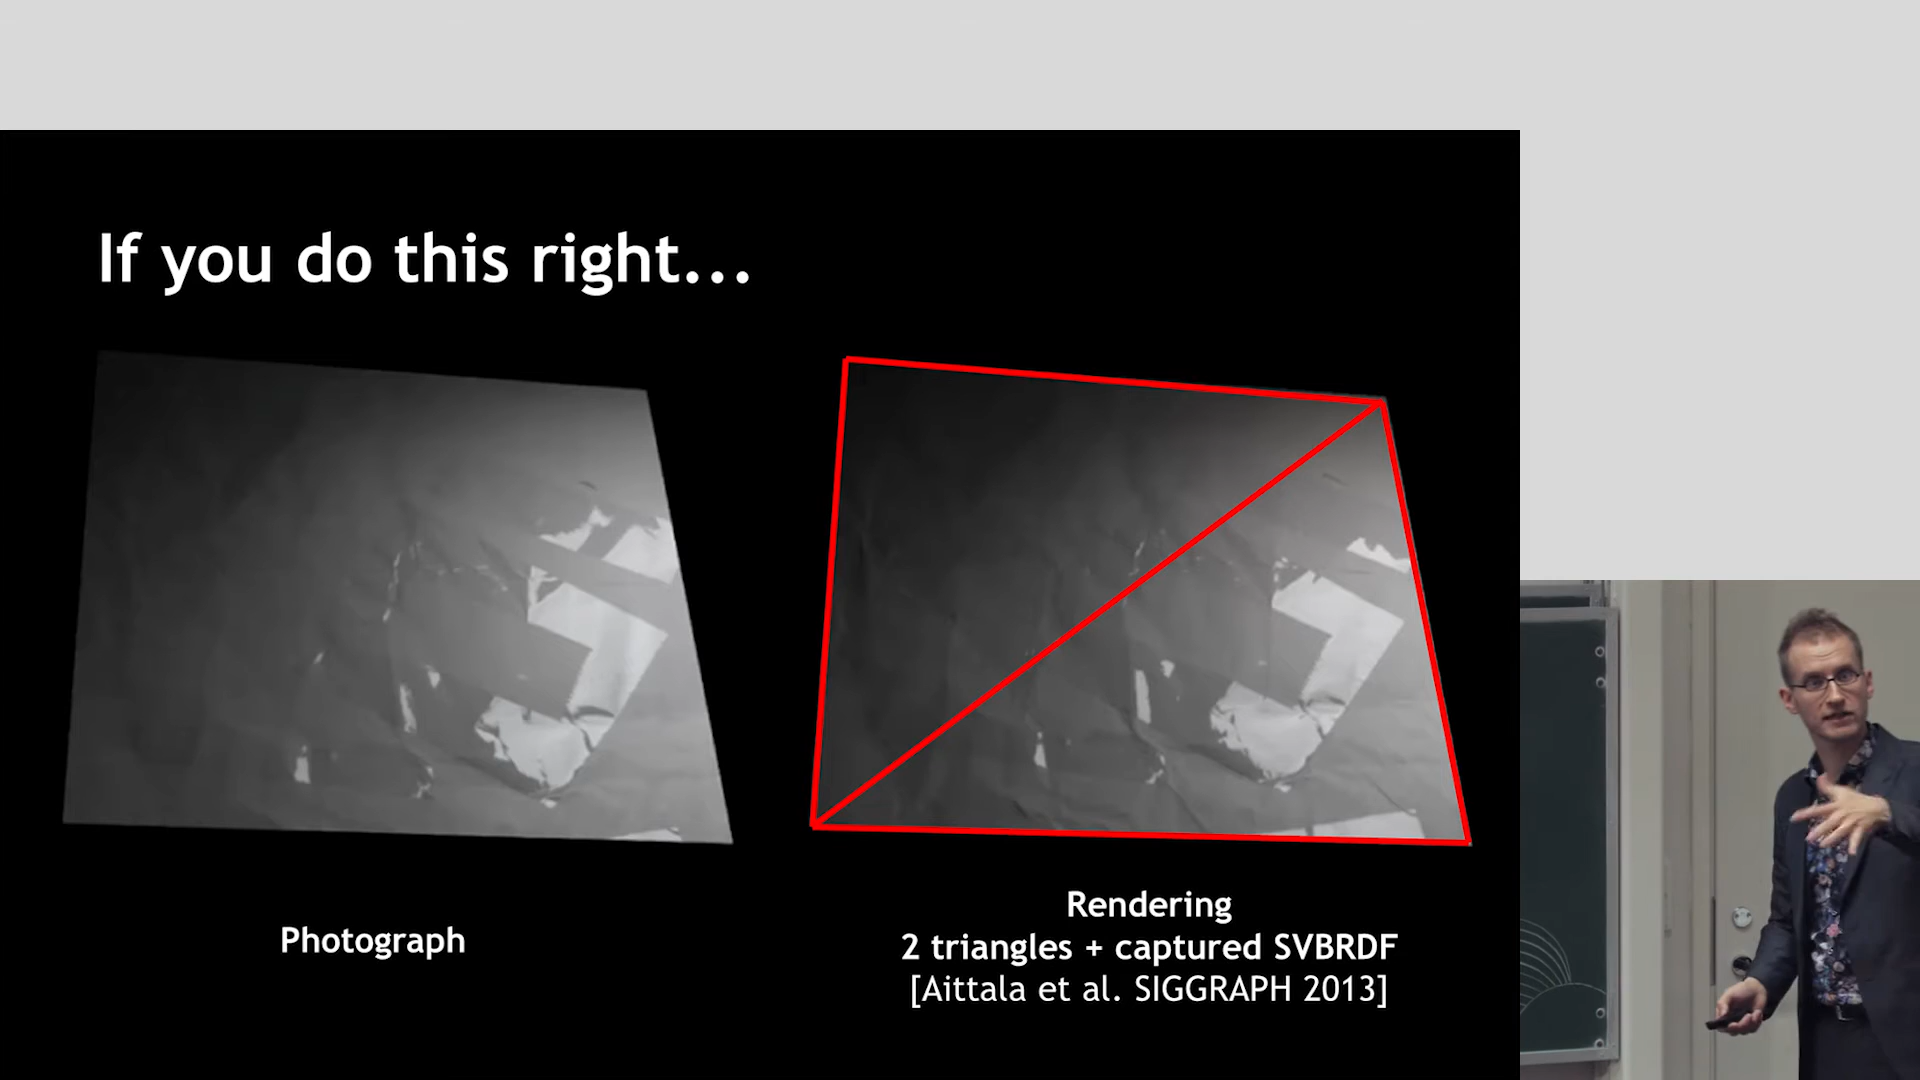 If you do this right...
Photograph
Rendering
2 triangles + captured SVBRDF
[Aittala et al. SIGGRAPH 2013]